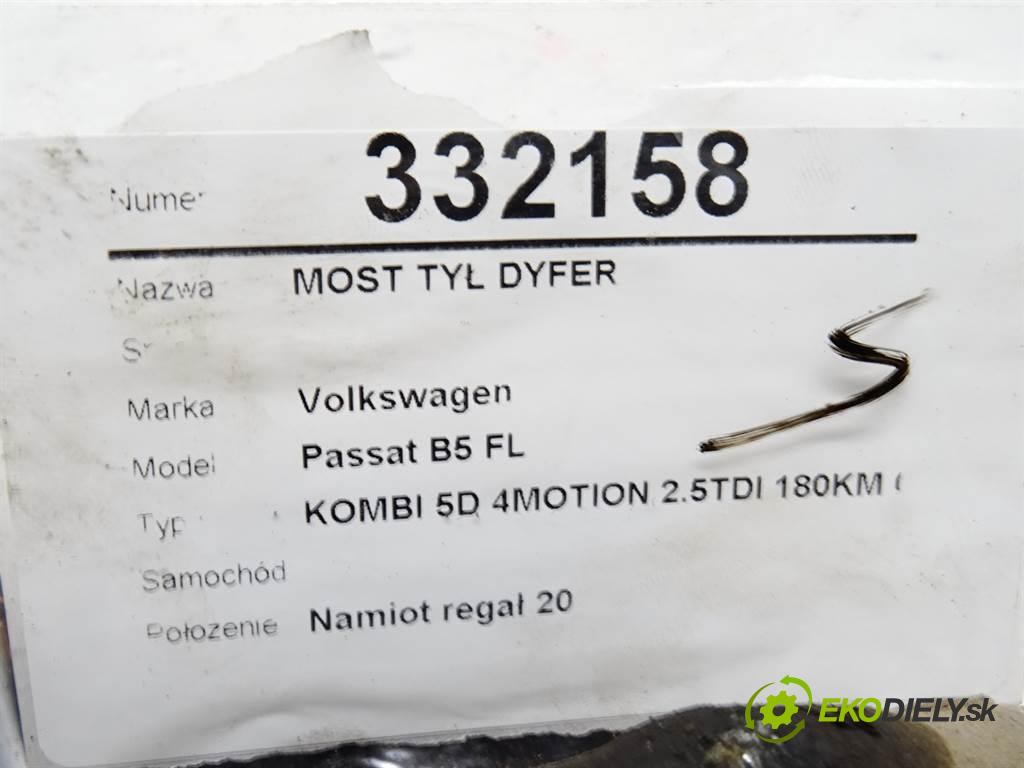 Numer 332158
Nazwa MOST TYŁ DYFER
Marka Volkswagen
Model Passat B5 FL
Typ KOMBI 5D 4MOTION 2.5TDI 180KM
Samochód
Położenie Namiot regał 20
EKODIELY.sk